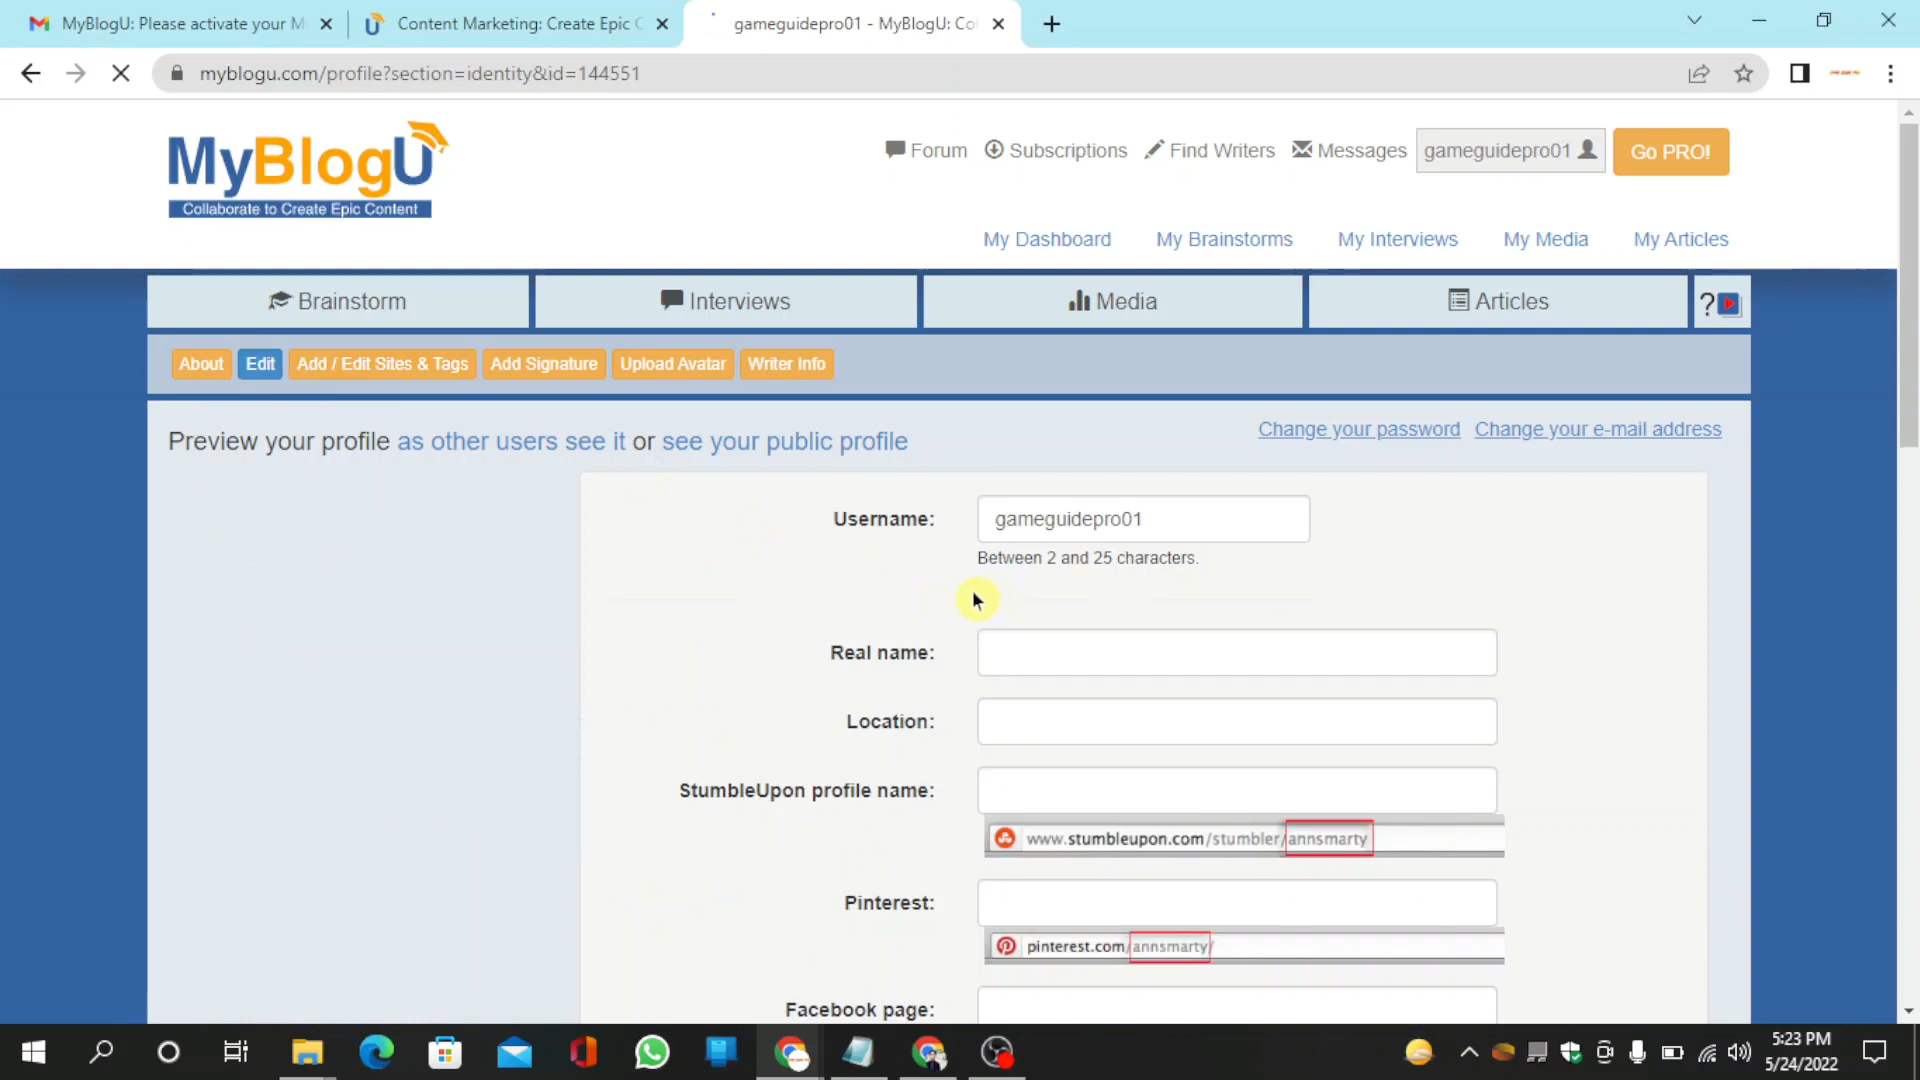 MyBlogU: Please activate your M
Content Marketing: Create Epic C
gameguidepro01 - MyBlogU: Col
myblogu.com/profile?section=identity&id=144551
MyBlogU
Collaborate to Create Epic Content
Forum
Subscriptions
Find Writers
Messages
gameguidepro01
Go PRO!
My Dashboard
My Brainstorms
My Interviews
My Media
My Articles
Brainstorm
Interviews
Media
Articles
?
About
Edit
Add / Edit Sites & Tags
Add Signature
Upload Avatar
Writer Info
Preview your profile as other users see it or see your public profile
Change your password
Change your e-mail address
Username:
gameguidepro01
Between 2 and 25 characters.
Real name:
Location:
StumbleUpon profile name:
www.stumbleupon.com/stumbler/annsmarty
Pinterest:
pinterest.com/annsmarty/
Facebook page:
5:23 PM
5/24/2022